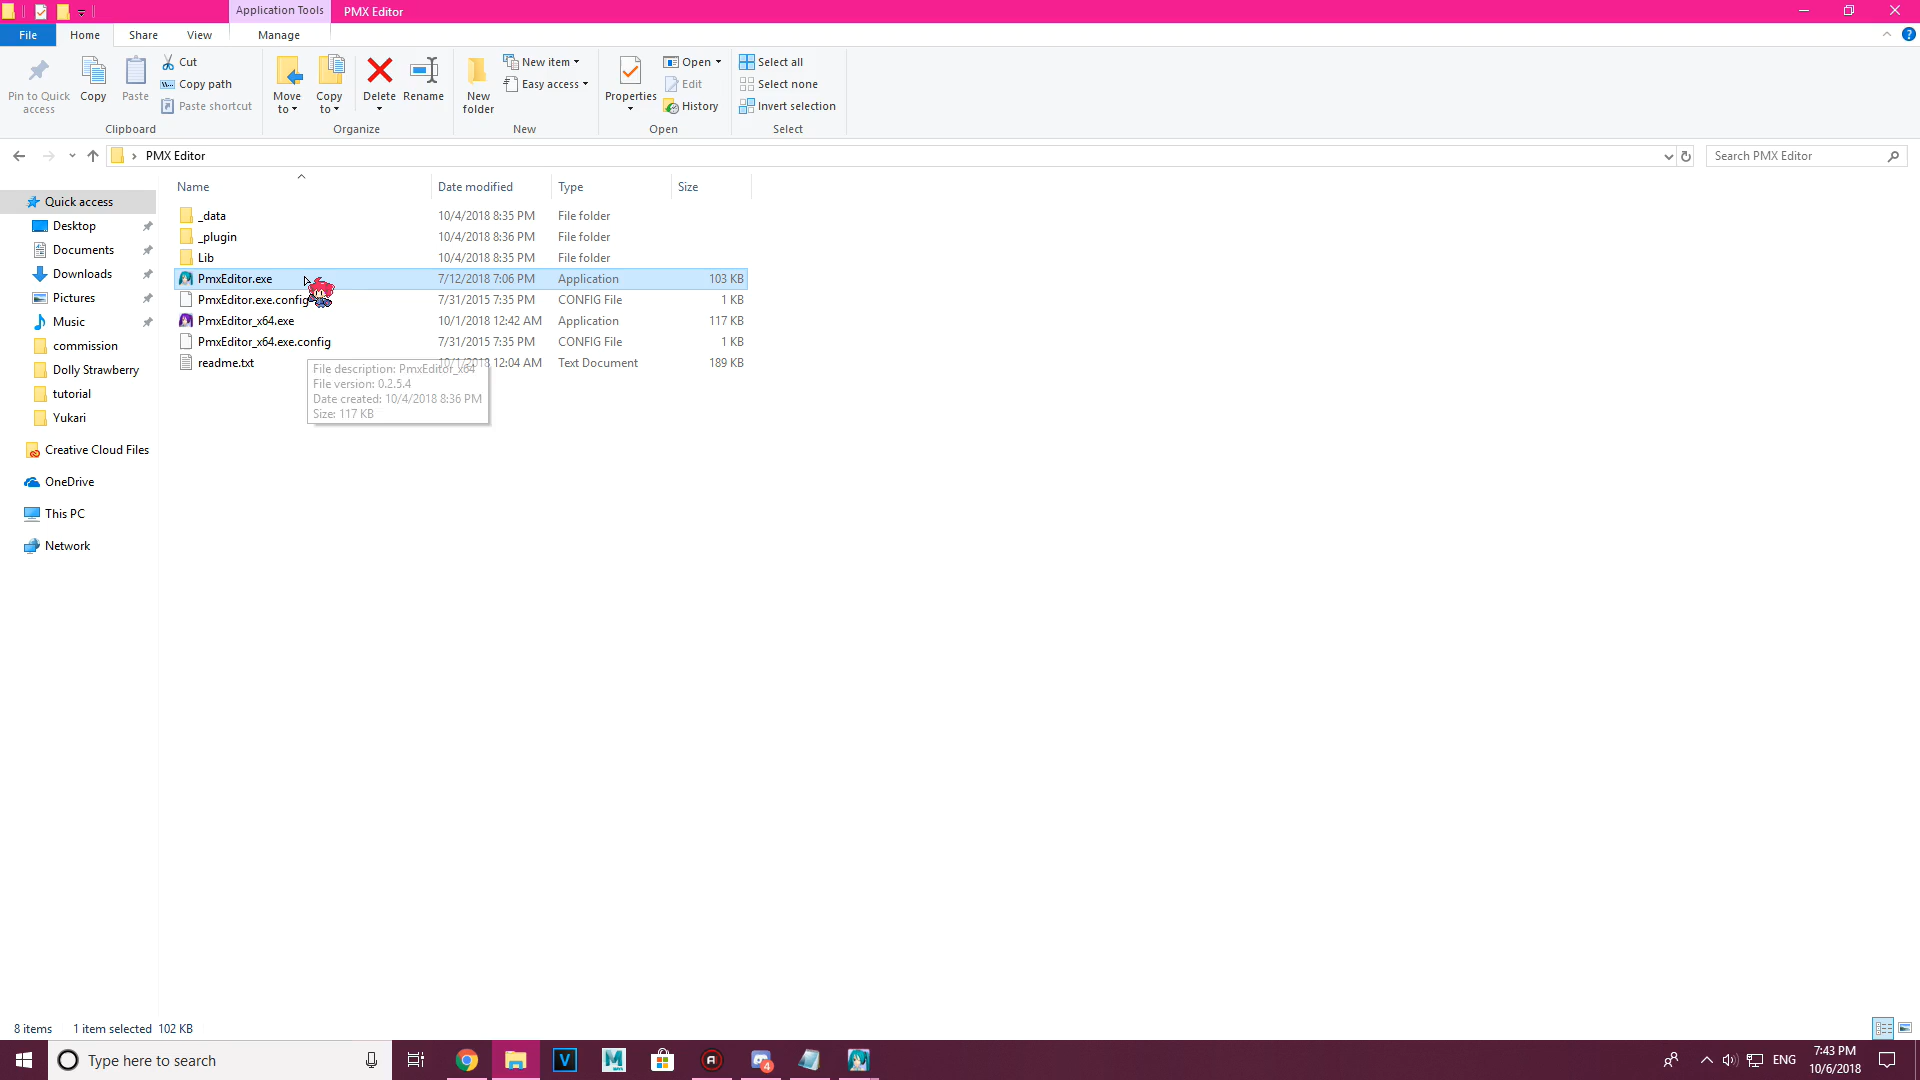 Application Tools
PMX Editor
File
Home
Share
View
Manage
Pin to Quick access
Copy
Paste
Cut
Copy path
Paste shortcut
Clipboard
Move to
Copy to
Delete
Rename
Organize
New folder
New item
Easy access
New
Properties
Open
Edit
History
Open
Select all
Select none
Invert selection
Select
PMX Editor
Search PMX Editor
Name Date modified Type Size
_data 10/4/2018 8:35 PM File folder
_plugin 10/4/2018 8:36 PM File folder
Lib 10/4/2018 8:35 PM File folder
PmxEditor.exe 7/12/2018 7:06 PM Application 103 KB
PmxEditor.exe.config 7/31/2015 7:35 PM CONFIG File 1 KB
PmxEditor_x64.exe 10/1/2018 12:42 AM Application 117 KB
PmxEditor_x64.exe.config 7/31/2015 7:35 PM CONFIG File 1 KB
readme.txt 10/1/2018 12:04 AM Text Document 189 KB
File description: PmxEditor_x64
File version: 0.2.5.4
Date created: 10/4/2018 8:36 PM
Size: 117 KB
Quick access
Desktop
Documents
Downloads
Pictures
Music
commission
Dolly Strawberry
tutorial
Yukari
Creative Cloud Files
OneDrive
This PC
Network
8 items 1 item selected 102 KB
Type here to search
V
M
4
ENG
7:43 PM
10/6/2018